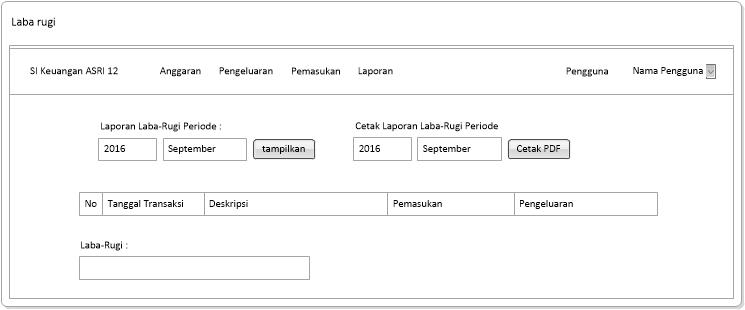 Laba rugi
SI Keuangan ASRI 12 Anggaran Pengeluaran Pemasukan Laporan Pengguna Nama Pengguna
Laporan Laba-Rugi Periode : Cetak Laporan Laba-Rugi Periode
2016 September tampilkan 2016 September Cetak PDF
No Tanggal Transaksi Deskripsi Pemasukan Pengeluaran
Laba-Rugi :